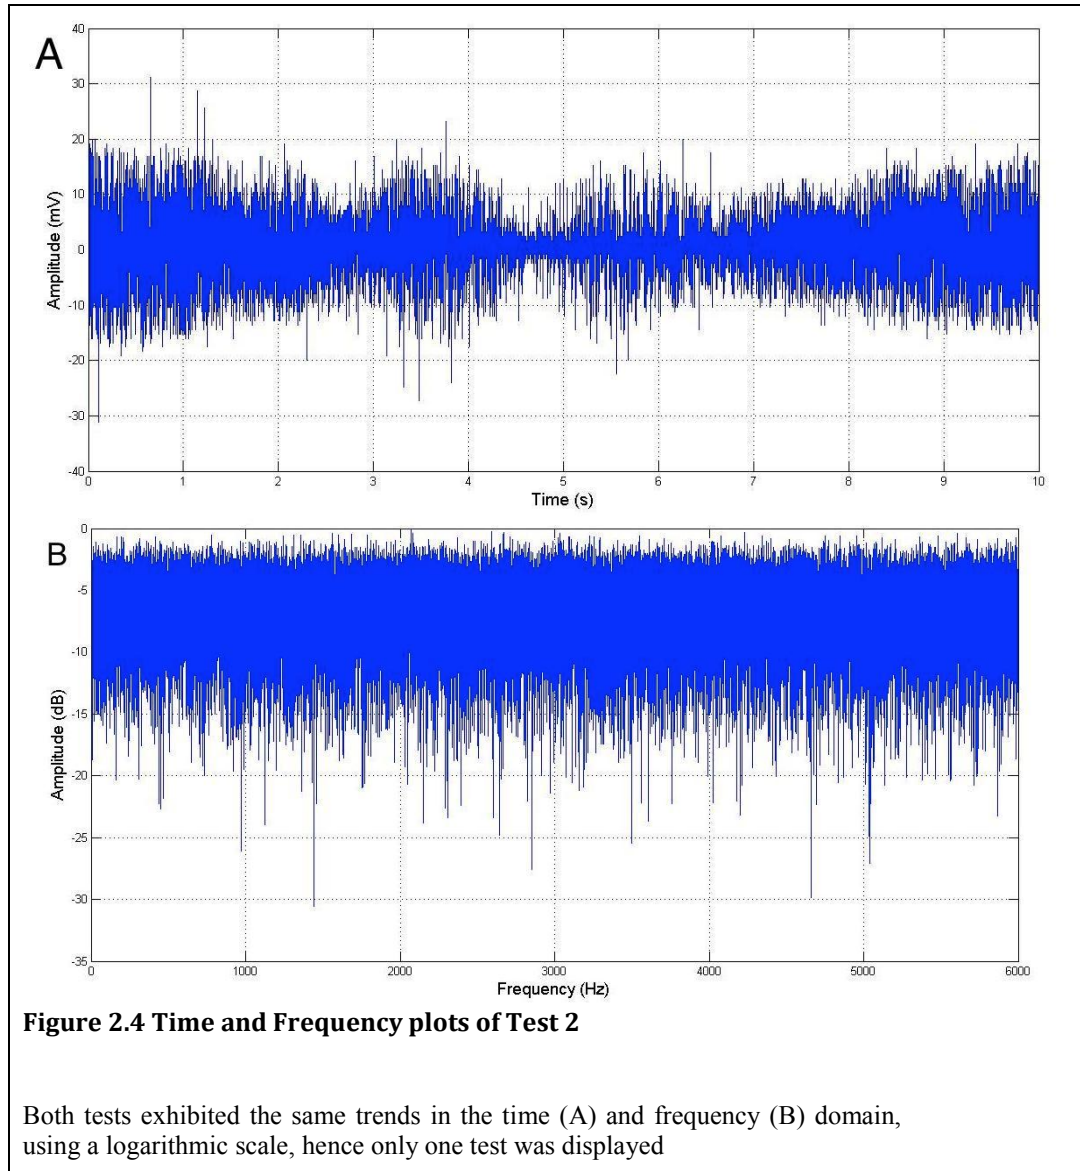 A
40
30
20
10
0
-10
-20
-30
-40
Amplitude (mV)
0 1 2 3 4 5 6 7 8 9 10
Time (s)
B
0
-5
-10
-15
-20
-25
-30
-35
Amplitude (dB)
0 1000 2000 3000 4000 5000 6000
Frequency (Hz)
Figure 2.4 Time and Frequency plots of Test 2
Both tests exhibited the same trends in the time (A) and frequency (B) domain,
using a logarithmic scale, hence only one test was displayed